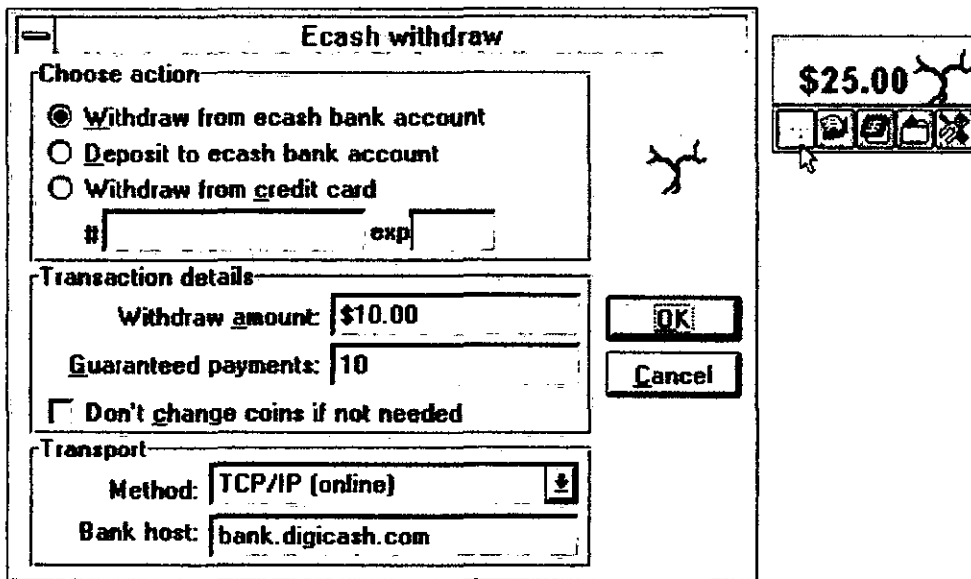 Ecash withdraw
Choose action
Withdraw from ecash bank account
Deposit to ecash bank account
Withdraw from credit card
# exp
Transaction details
Withdraw amount: $10.00
Guaranteed payments: 10
Don't change coins if not needed
OK
Cancel
Transport
Method: TCP/IP (online)
Bank host: bank.digicash.com
$25.00